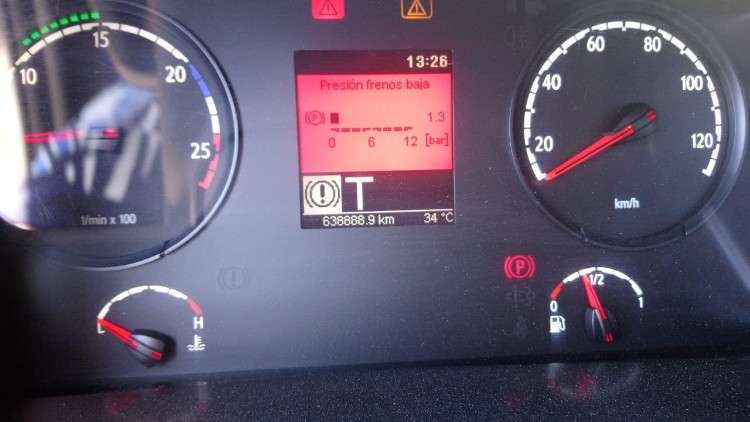 10
15
20
25
1/min x 100
13:26
Presión frenos baja
(P) 1.3
0 6 12 [bar]
T
638888.9 km 34 °C
20
40
60
80
100
120
km/h
L H
(P)
0 1/2 1